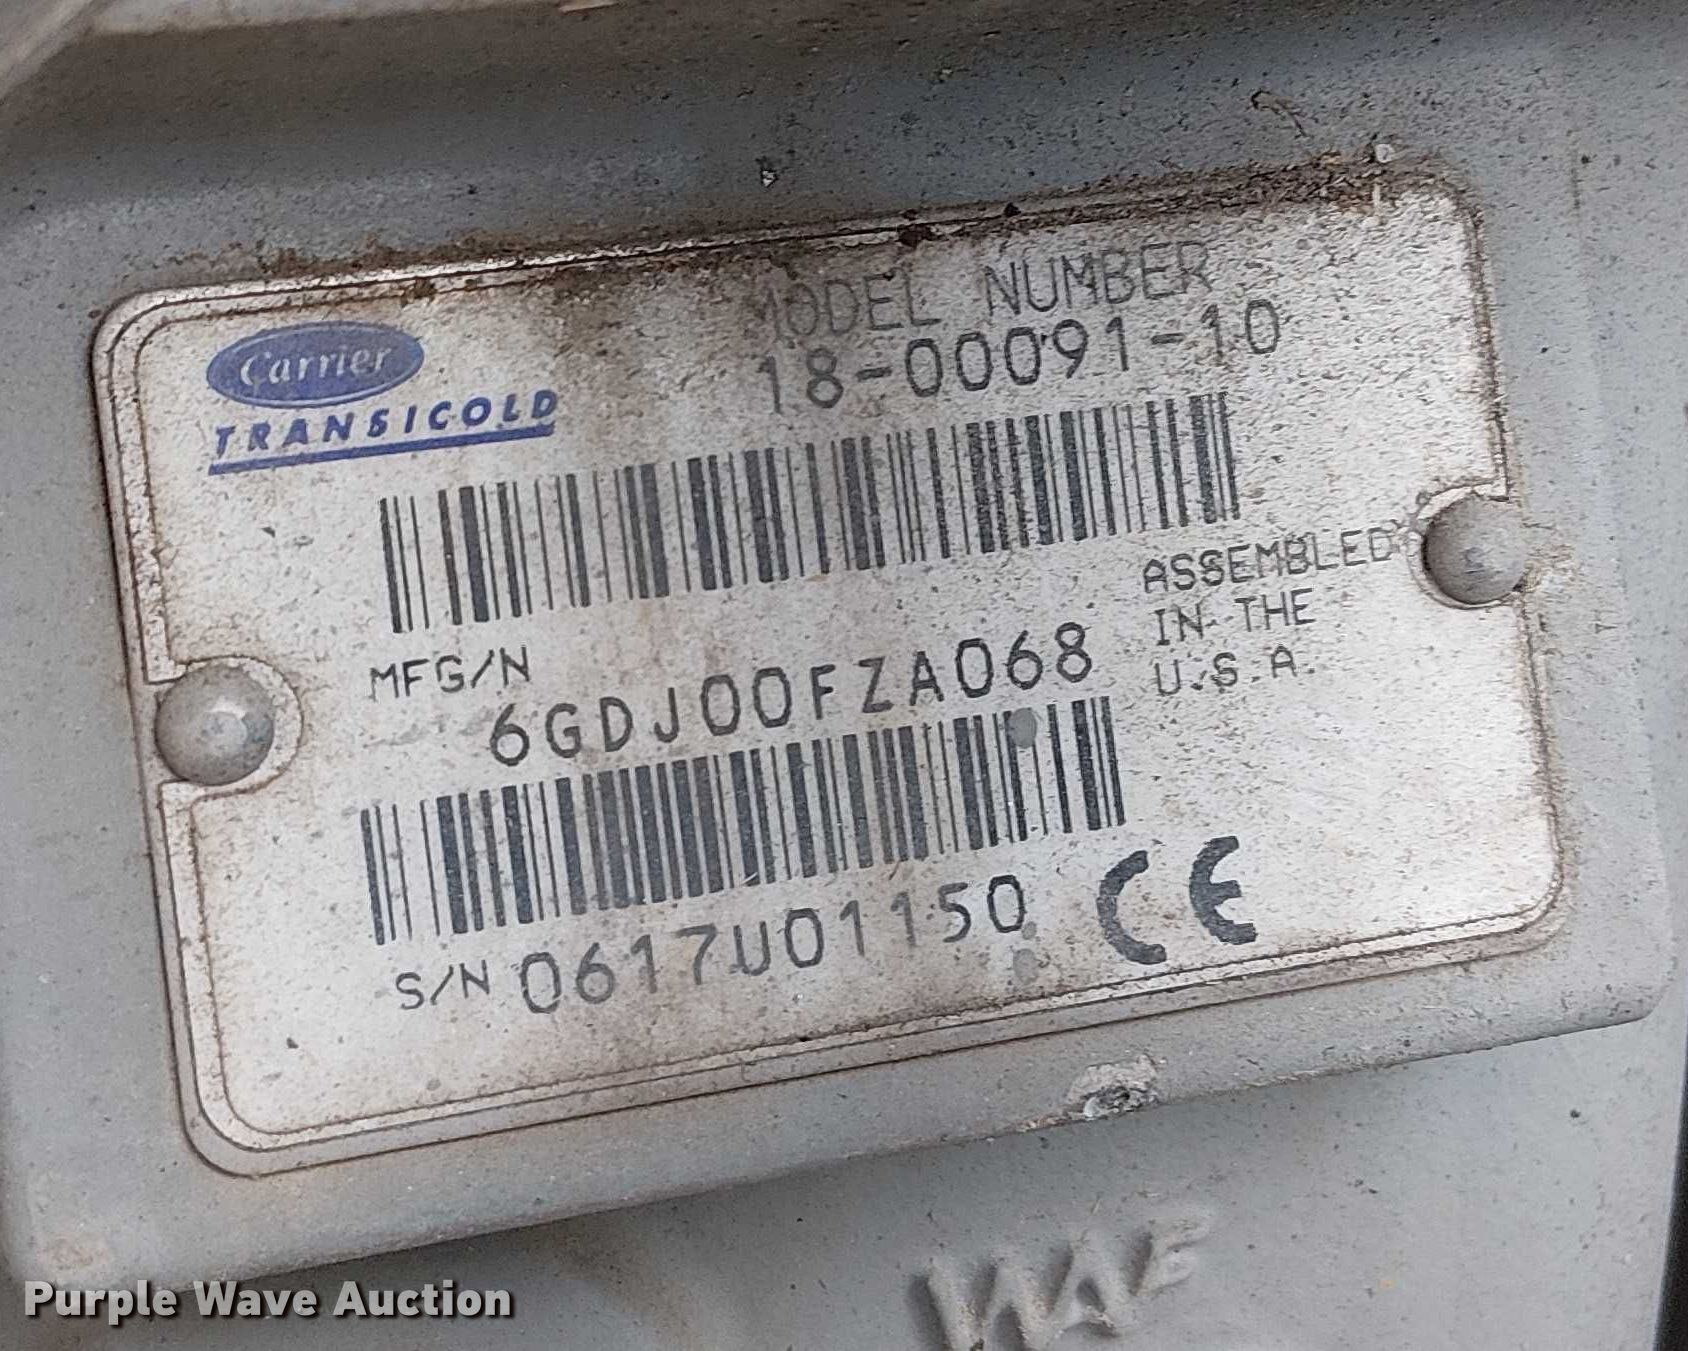 MODEL NUMBER
18-00091-10
Carrier
TRANSICOLD
ASSEMBLED
IN THE
U.S.A.
MFG/N
6GDJ00FZA068
S/N 0617U01150
CE
Purple Wave Auction